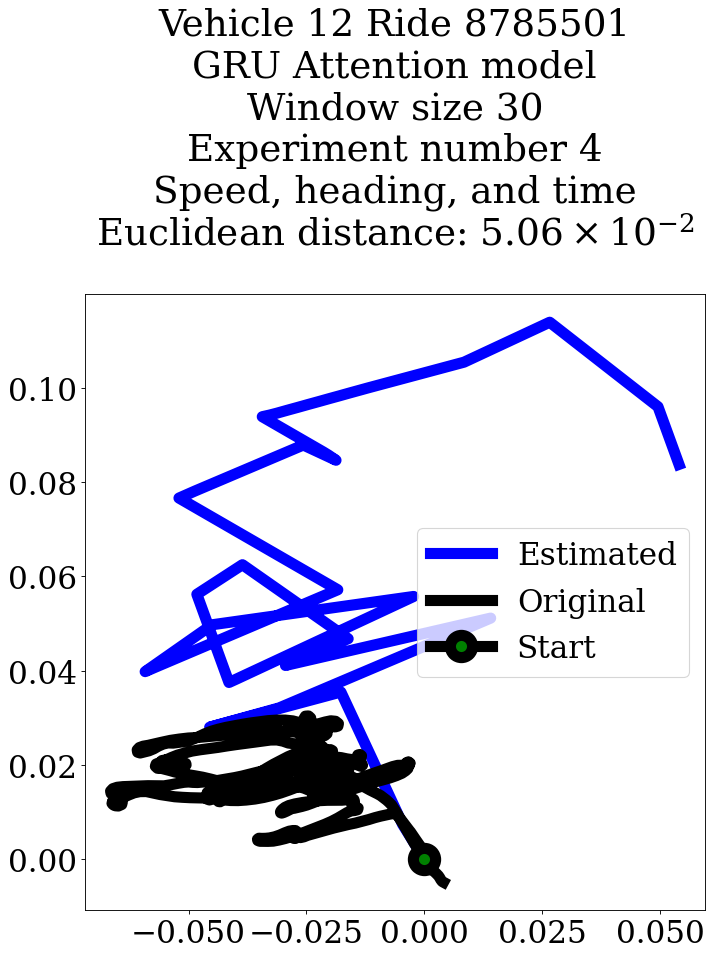 Vehicle 12 Ride 8785501
GRU Attention model
Window size 30
Experiment number 4
Speed, heading, and time
Euclidean distance: 5.06 × 10⁻²
0.10
0.08
0.06
0.04
0.02
0.00
Estimated
Original
Start
−0.050 −0.025 0.000 0.025 0.050